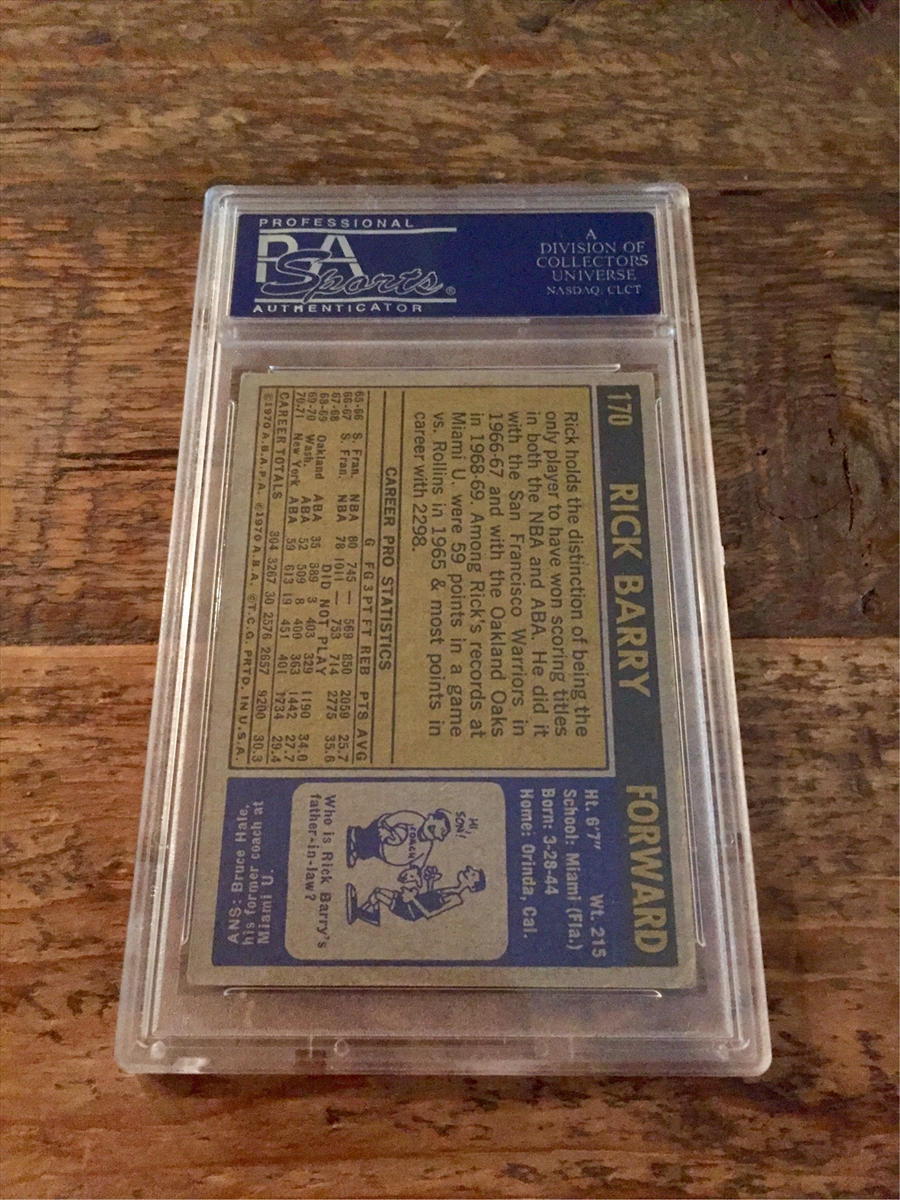 PROFESSIONAL
PSA
Sports®
AUTHENTICATOR
A
DIVISION OF
COLLECTORS
UNIVERSE
NASDAQ: CLCT
170 RICK BARRY FORWARD
Rick holds the distinction of being the
only player to have won scoring titles
in both the NBA and ABA. He did it
with the San Francisco Warriors in
1966-67 and with the Oakland Oaks
in 1968-69. Among Rick's records at
Miami U. were 59 points in a game
vs. Rollins in 1965 & most points in
career with 2298.
CAREER PRO STATISTICS
G FG 3PT FT REB PTS AVG
65-66 S. Fran. NBA 80 745 — 569 850 2059 25.7
66-67 S. Fran. NBA 78 1011 — 753 714 2775 35.6
67-68 DID NOT PLAY
68-69 Oakland ABA 35 389 3 403 329 1190 34.0
69-70 Wash. ABA 52 509 8 400 363 1442 27.7
70-71 New York ABA 59 613 19 451 401 1734 29.4
CAREER TOTALS 304 3267 30 2576 2657 9200 30.3
©1970 A.B.A.P.A. ©1970 A.B.A. ©T.C.G. PRTD. IN U.S.A.
Ht. 6'7" Wt. 215
School: Miami (Fla.)
Born: 3-28-44
Home: Orinda, Cal.
HI, SON!
COACH
Who is Rick Barry's
father-in-law?
ANS: Bruce Hale,
his former coach at
Miami U.